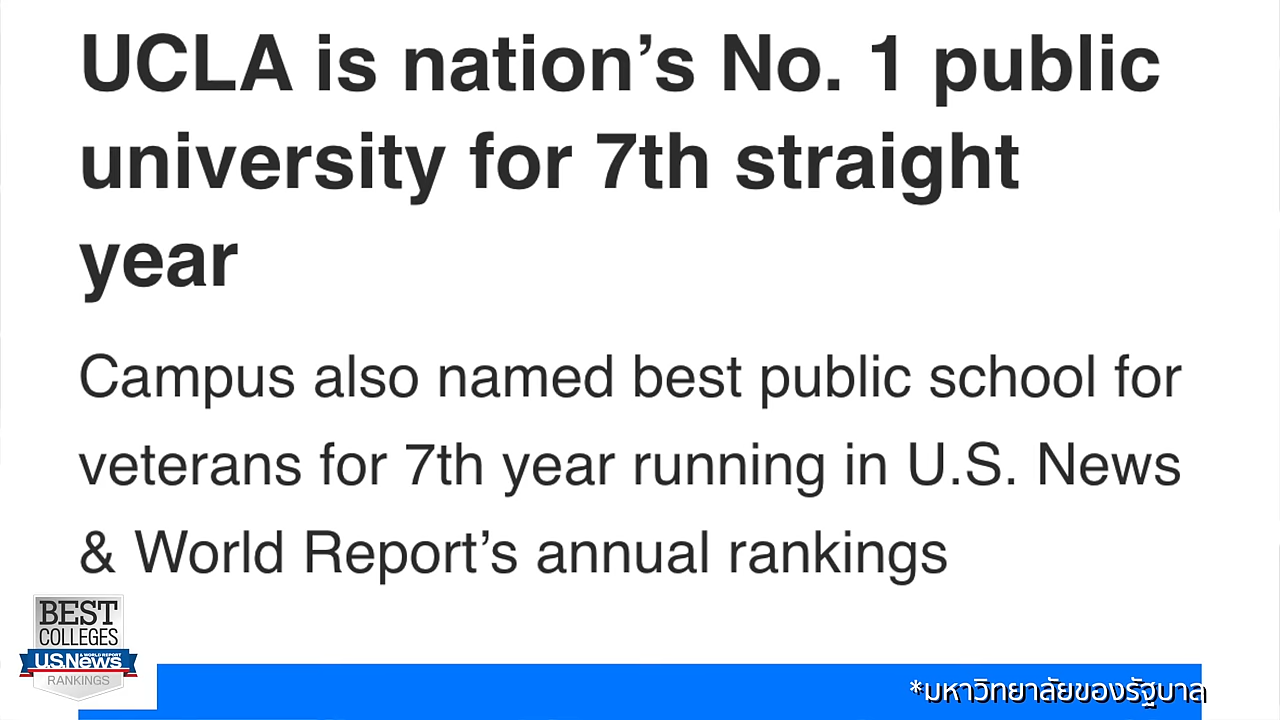 UCLA is nation’s No. 1 public
university for 7th straight
year
Campus also named best public school for
veterans for 7th year running in U.S. News
& World Report’s annual rankings
BEST
COLLEGES
& WORLD REPORT
U.S.News
RANKINGS
*มหาวิทยาลัยของรัฐบาล